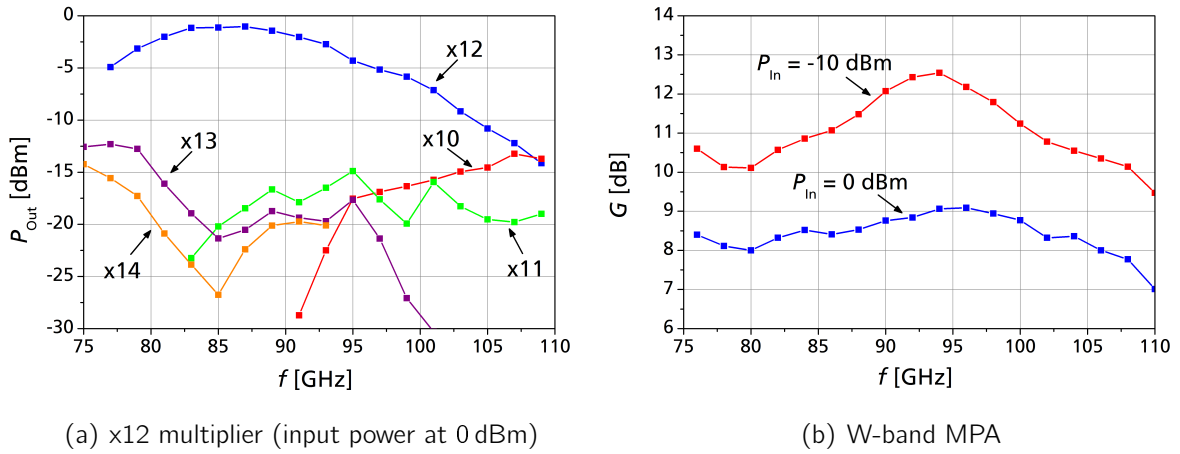 0
-5
-10
-15
-20
-25
-30
P_Out [dBm]
x12
x13
x10
x14
x11
75 80 85 90 95 100 105 110
f [GHz]
(a) x12 multiplier (input power at 0 dBm)
14
13
12
11
10
9
8
7
6
G [dB]
P_In = -10 dBm
P_In = 0 dBm
75 80 85 90 95 100 105 110
f [GHz]
(b) W-band MPA